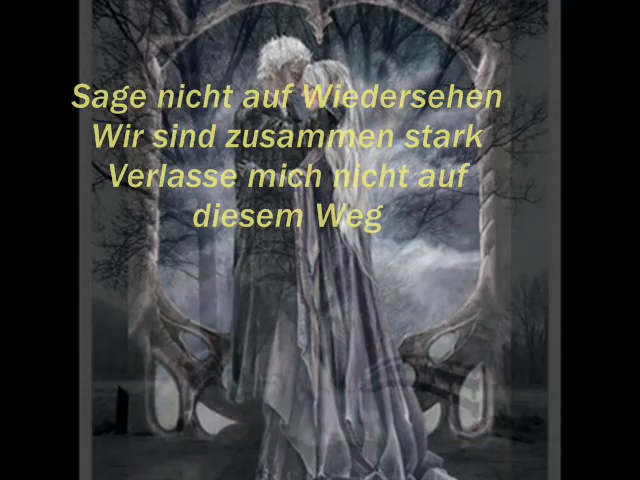 Sage nicht auf Wiedersehen
Wir sind zusammen stark
Verlasse mich nicht auf
diesem Weg